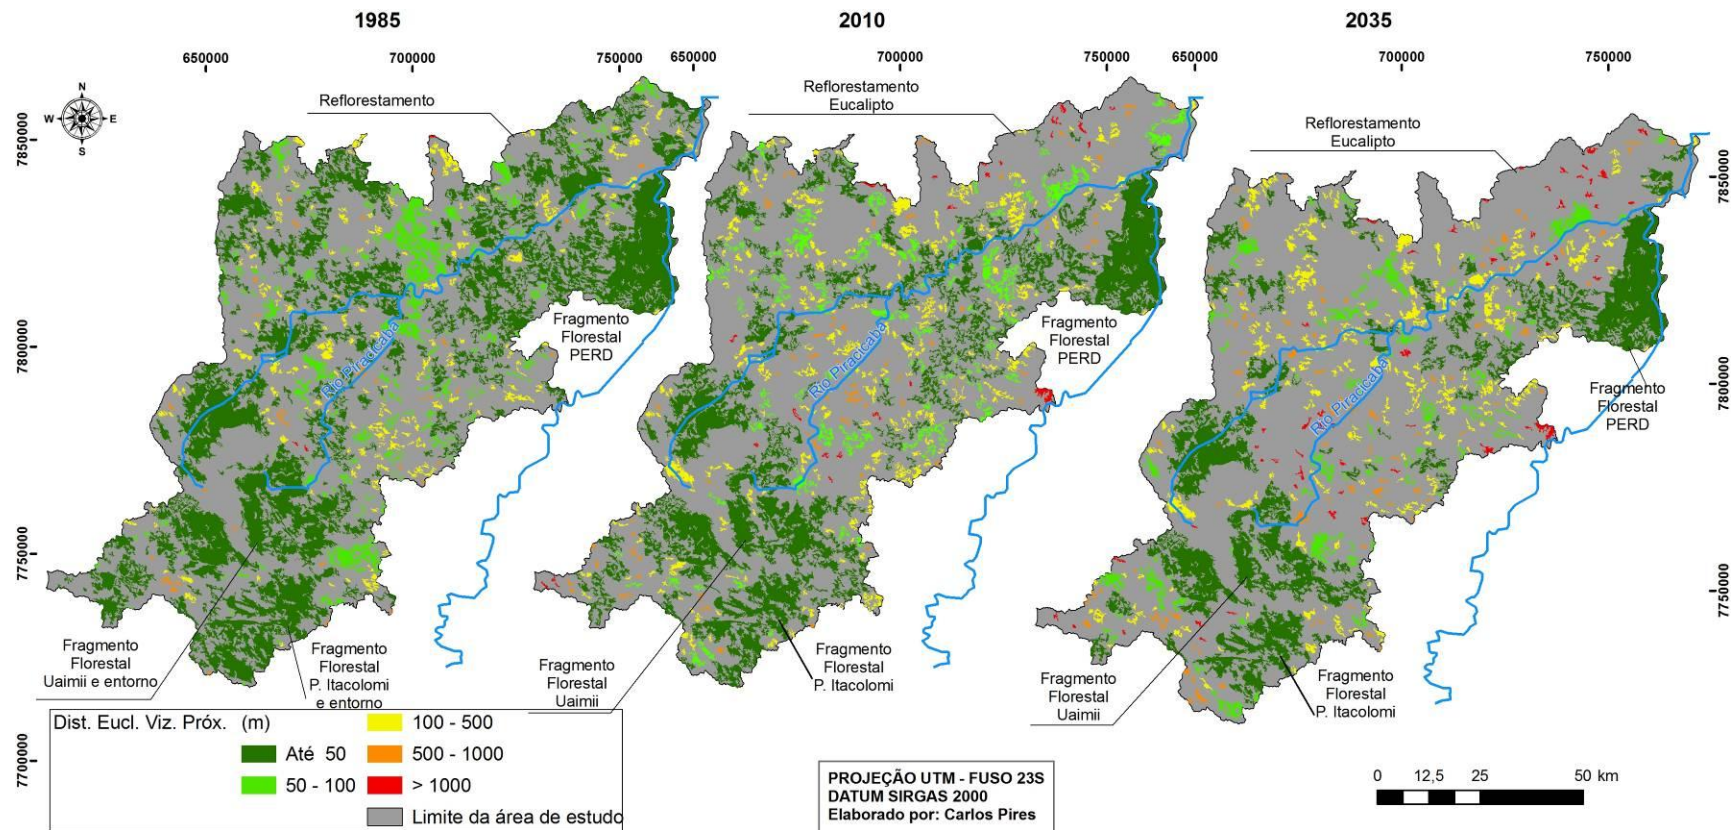 1985
2010
2035
650000
700000
750000
650000
700000
750000
650000
700000
750000
N
W
E
S
7850000
7800000
7750000
7700000
7850000
7800000
7750000
Reflorestamento
Fragmento
Florestal
PERD
Rio Piracicaba
Fragmento
Florestal
Uaimii e entorno
Fragmento
Florestal
P. Itacolomi
e entorno
Reflorestamento
Eucalipto
Fragmento
Florestal
PERD
Rio Piracicaba
Fragmento
Florestal
Uaimii
Fragmento
Florestal
P. Itacolomi
Reflorestamento
Eucalipto
Fragmento
Florestal
PERD
Rio Piracicaba
Fragmento
Florestal
Uaimii
Fragmento
Florestal
P. Itacolomi
Dist. Eucl. Viz. Próx. (m)
Até 50
50 - 100
100 - 500
500 - 1000
> 1000
Limite da área de estudo
PROJEÇÃO UTM - FUSO 23S
DATUM SIRGAS 2000
Elaborado por: Carlos Pires
0 12,5 25 50 km